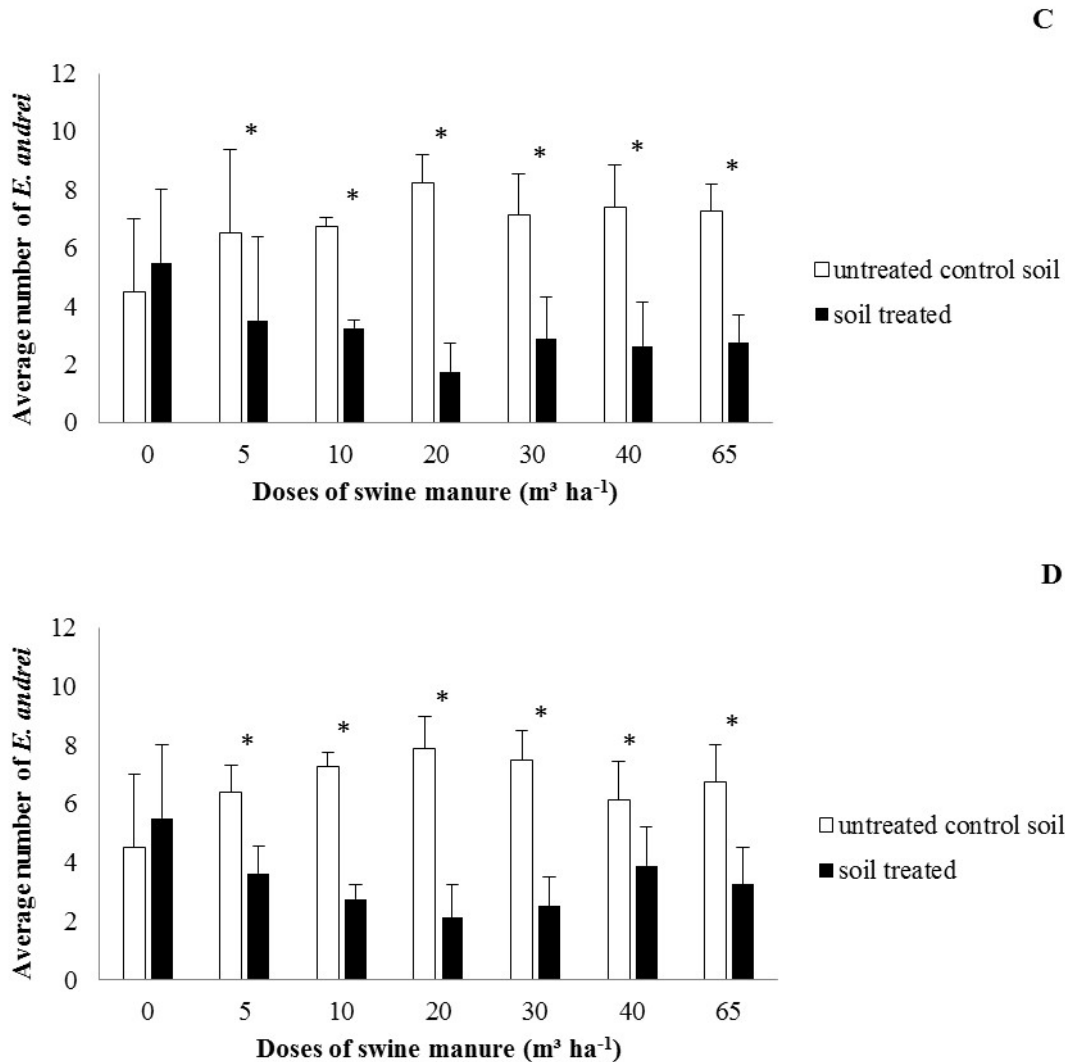 C
Average number of E. andrei
12
10
8
6
4
2
0
* * * * * *
0 5 10 20 30 40 65
Doses of swine manure (m³ ha⁻¹)
untreated control soil
soil treated
D
Average number of E. andrei
12
10
8
6
4
2
0
* * * * * *
0 5 10 20 30 40 65
Doses of swine manure (m³ ha⁻¹)
untreated control soil
soil treated